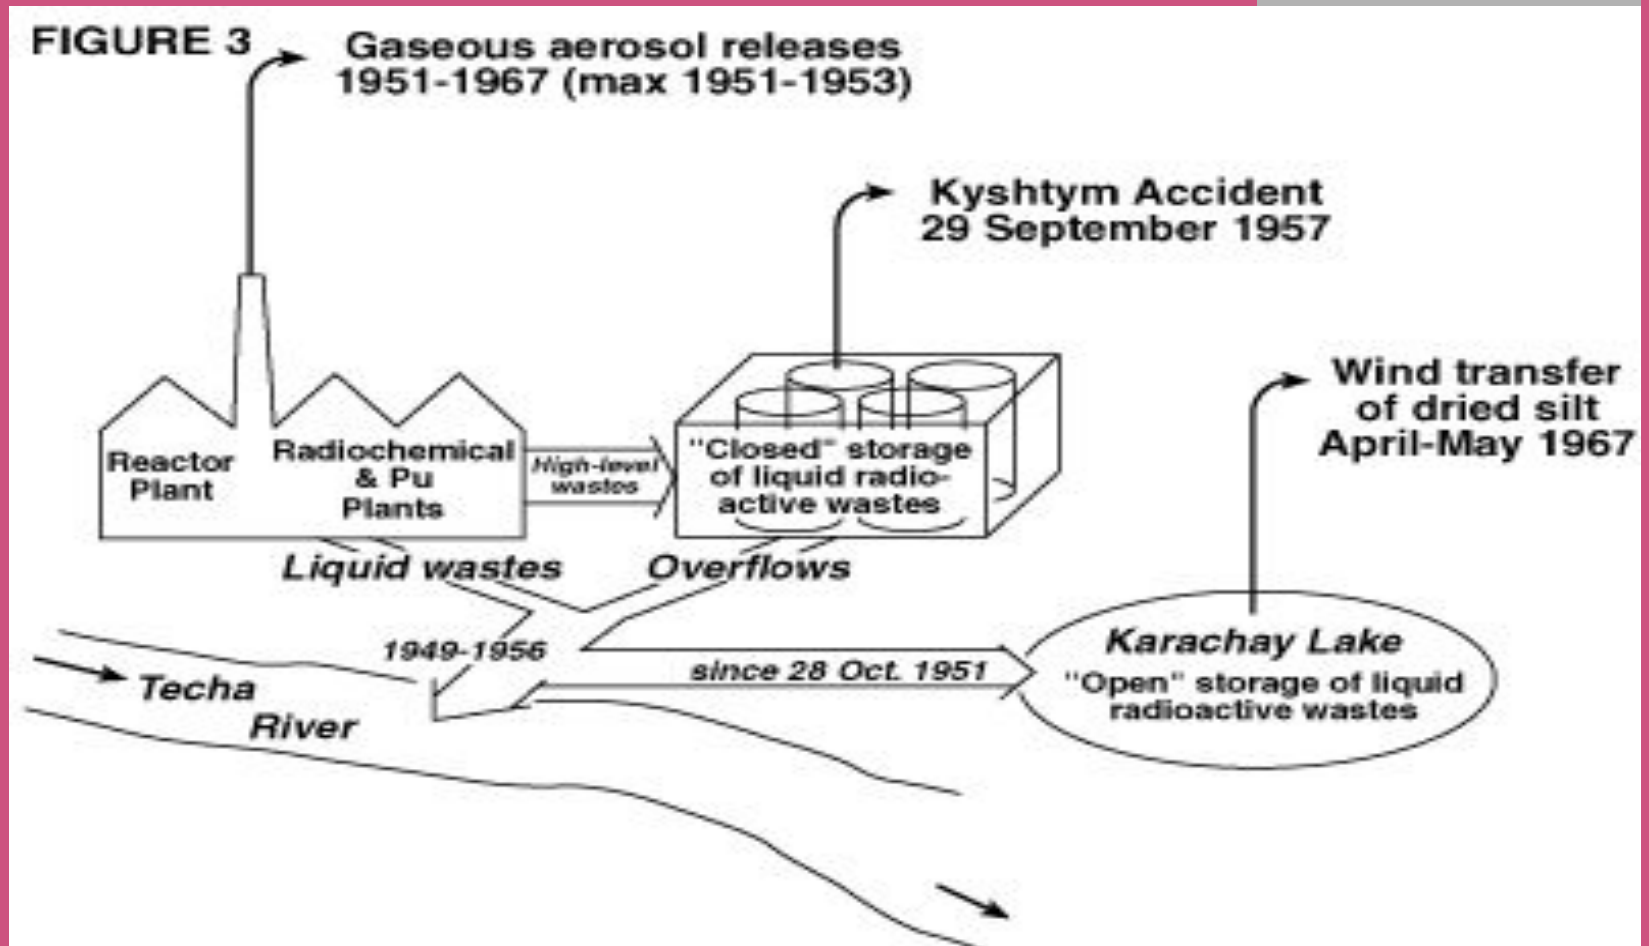 FIGURE 3
Gaseous aerosol releases
1951-1967 (max 1951-1953)
Kyshtym Accident
29 September 1957
Wind transfer
of dried silt
April-May 1967
Reactor
Plant
Radiochemical
& Pu
Plants
High-level
wastes
"Closed" storage
of liquid radio-
active wastes
Liquid wastes
Overflows
1949-1956
since 28 Oct. 1951
Karachay Lake
"Open" storage of liquid
radioactive wastes
Techa
River